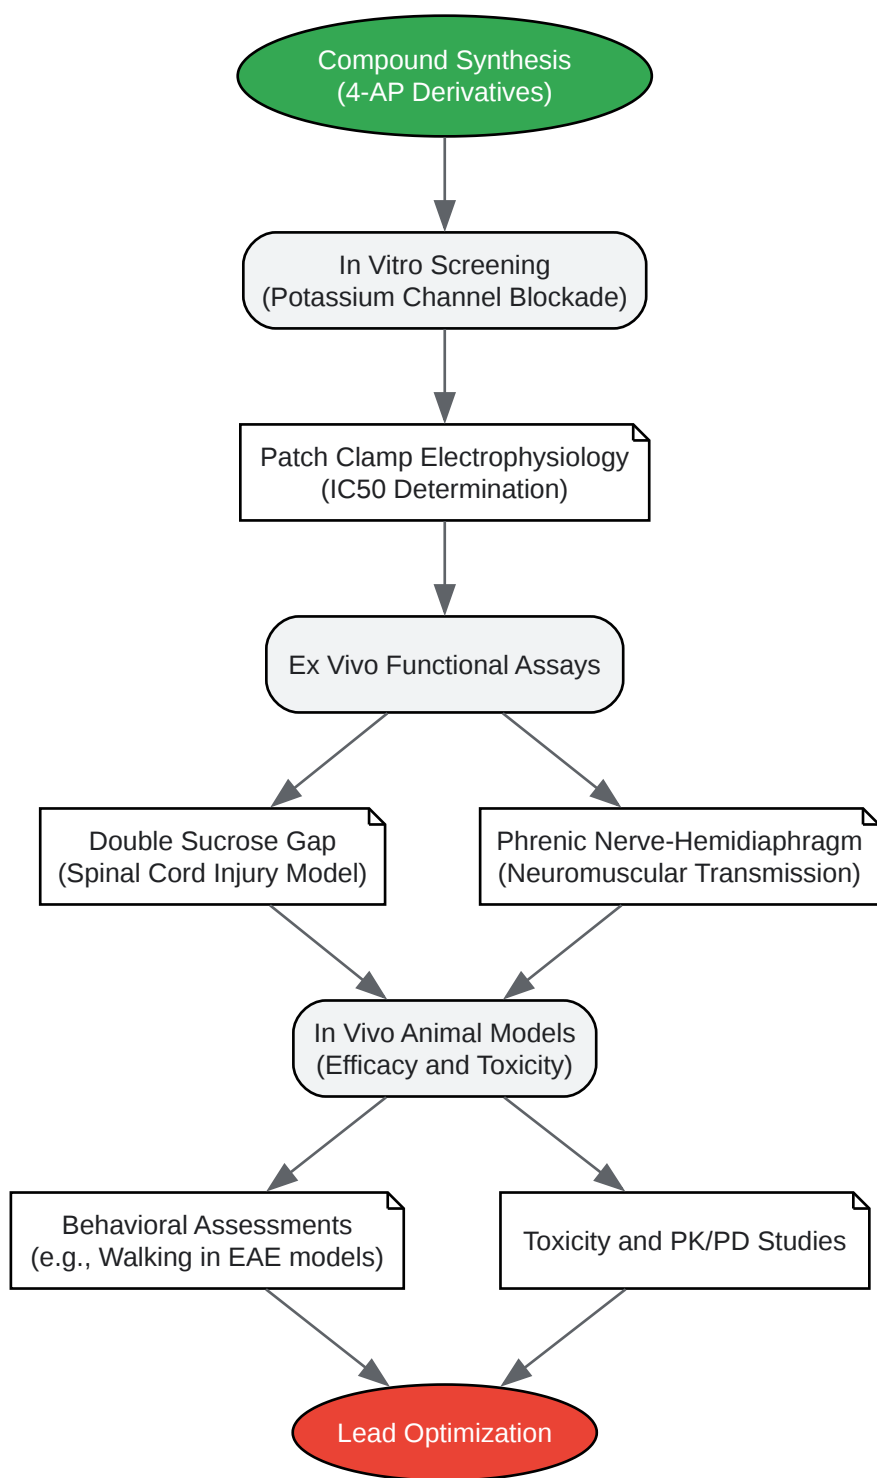 Compound Synthesis
(4-AP Derivatives)
In Vitro Screening
(Potassium Channel Blockade)
Patch Clamp Electrophysiology
(IC50 Determination)
Ex Vivo Functional Assays
Double Sucrose Gap
(Spinal Cord Injury Model)
Phrenic Nerve-Hemidiaphragm
(Neuromuscular Transmission)
In Vivo Animal Models
(Efficacy and Toxicity)
Behavioral Assessments
(e.g., Walking in EAE models)
Toxicity and PK/PD Studies
Lead Optimization